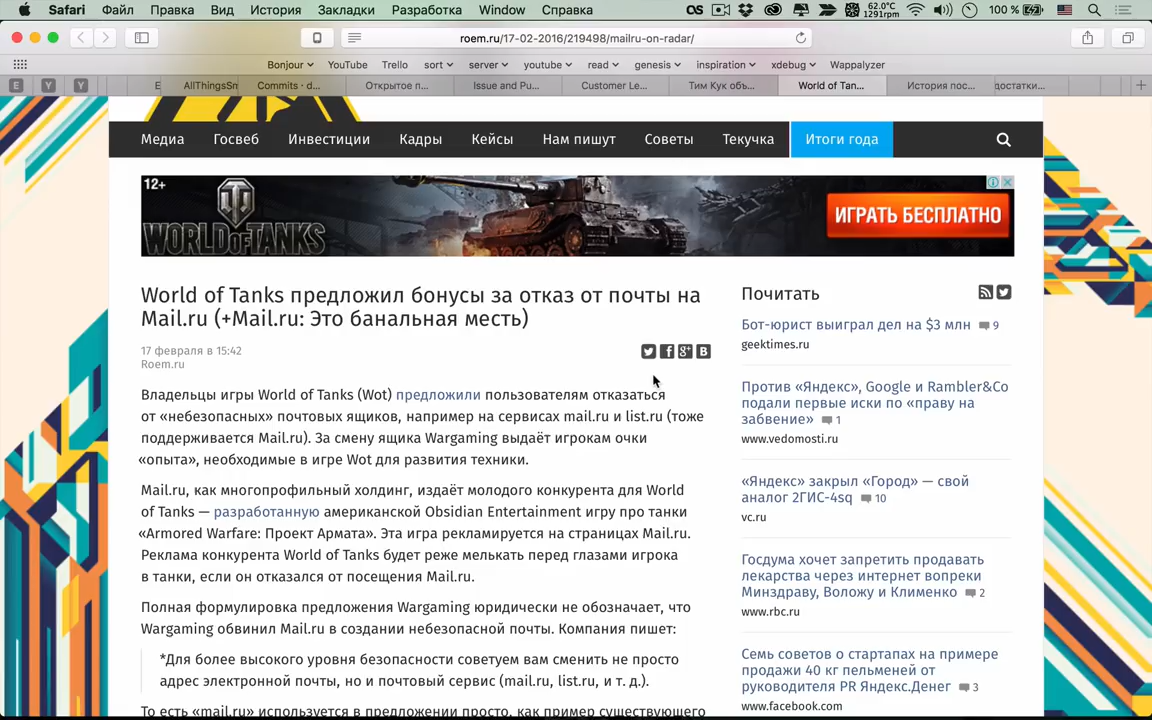 Safari Файл Правка Вид История Закладки Разработка Window Справка 62.0°C 1291rpm 100 %
roem.ru/17-02-2016/219498/mailru-on-radar/
Bonjour YouTube Trello sort server youtube read genesis inspiration xdebug Wappalyzer
E Y Y E AllThingsSm Commits · d... Открытое п... Issue and Pu... Customer Le... Тим Кук объ... World of Tan... История пос... достатки...
Медиа Госвеб Инвестиции Кадры Кейсы Нам пишут Советы Текучка Итоги года
12+
WORLD OF TANKS
ИГРАТЬ БЕСПЛАТНО
World of Tanks предложил бонусы за отказ от почты на
Mail.ru (+Mail.ru: Это банальная месть)
17 февраля в 15:42
Roem.ru
Владельцы игры World of Tanks (Wot) предложили пользователям отказаться
от «небезопасных» почтовых ящиков, например на сервисах mail.ru и list.ru (тоже
поддерживается Mail.ru). За смену ящика Wargaming выдаёт игрокам очки
«опыта», необходимые в игре Wot для развития техники.
Mail.ru, как многопрофильный холдинг, издаёт молодого конкурента для World
of Tanks — разработанную американской Obsidian Entertainment игру про танки
«Armored Warfare: Проект Армата». Эта игра рекламируется на страницах Mail.ru.
Реклама конкурента World of Tanks будет реже мелькать перед глазами игрока
в танки, если он отказался от посещения Mail.ru.
Полная формулировка предложения Wargaming юридически не обозначает, что
Wargaming обвинил Mail.ru в создании небезопасной почты. Компания пишет:
*Для более высокого уровня безопасности советуем вам сменить не просто
адрес электронной почты, но и почтовый сервис (mail.ru, list.ru, и т. д.).
То есть «mail.ru» используется в предложении просто, как пример существующего
Почитать
Бот-юрист выиграл дел на $3 млн 9
geektimes.ru
Против «Яндекс», Google и Rambler&Co
подали первые иски по «праву на
забвение» 1
www.vedomosti.ru
«Яндекс» закрыл «Город» — свой
аналог 2ГИС-4sq 10
vc.ru
Госдума хочет запретить продавать
лекарства через интернет вопреки
Минздраву, Воложу и Клименко 2
www.rbc.ru
Семь советов о стартапах на примере
продажи 40 кг пельменей от
руководителя PR Яндекс.Денег 3
www.facebook.com